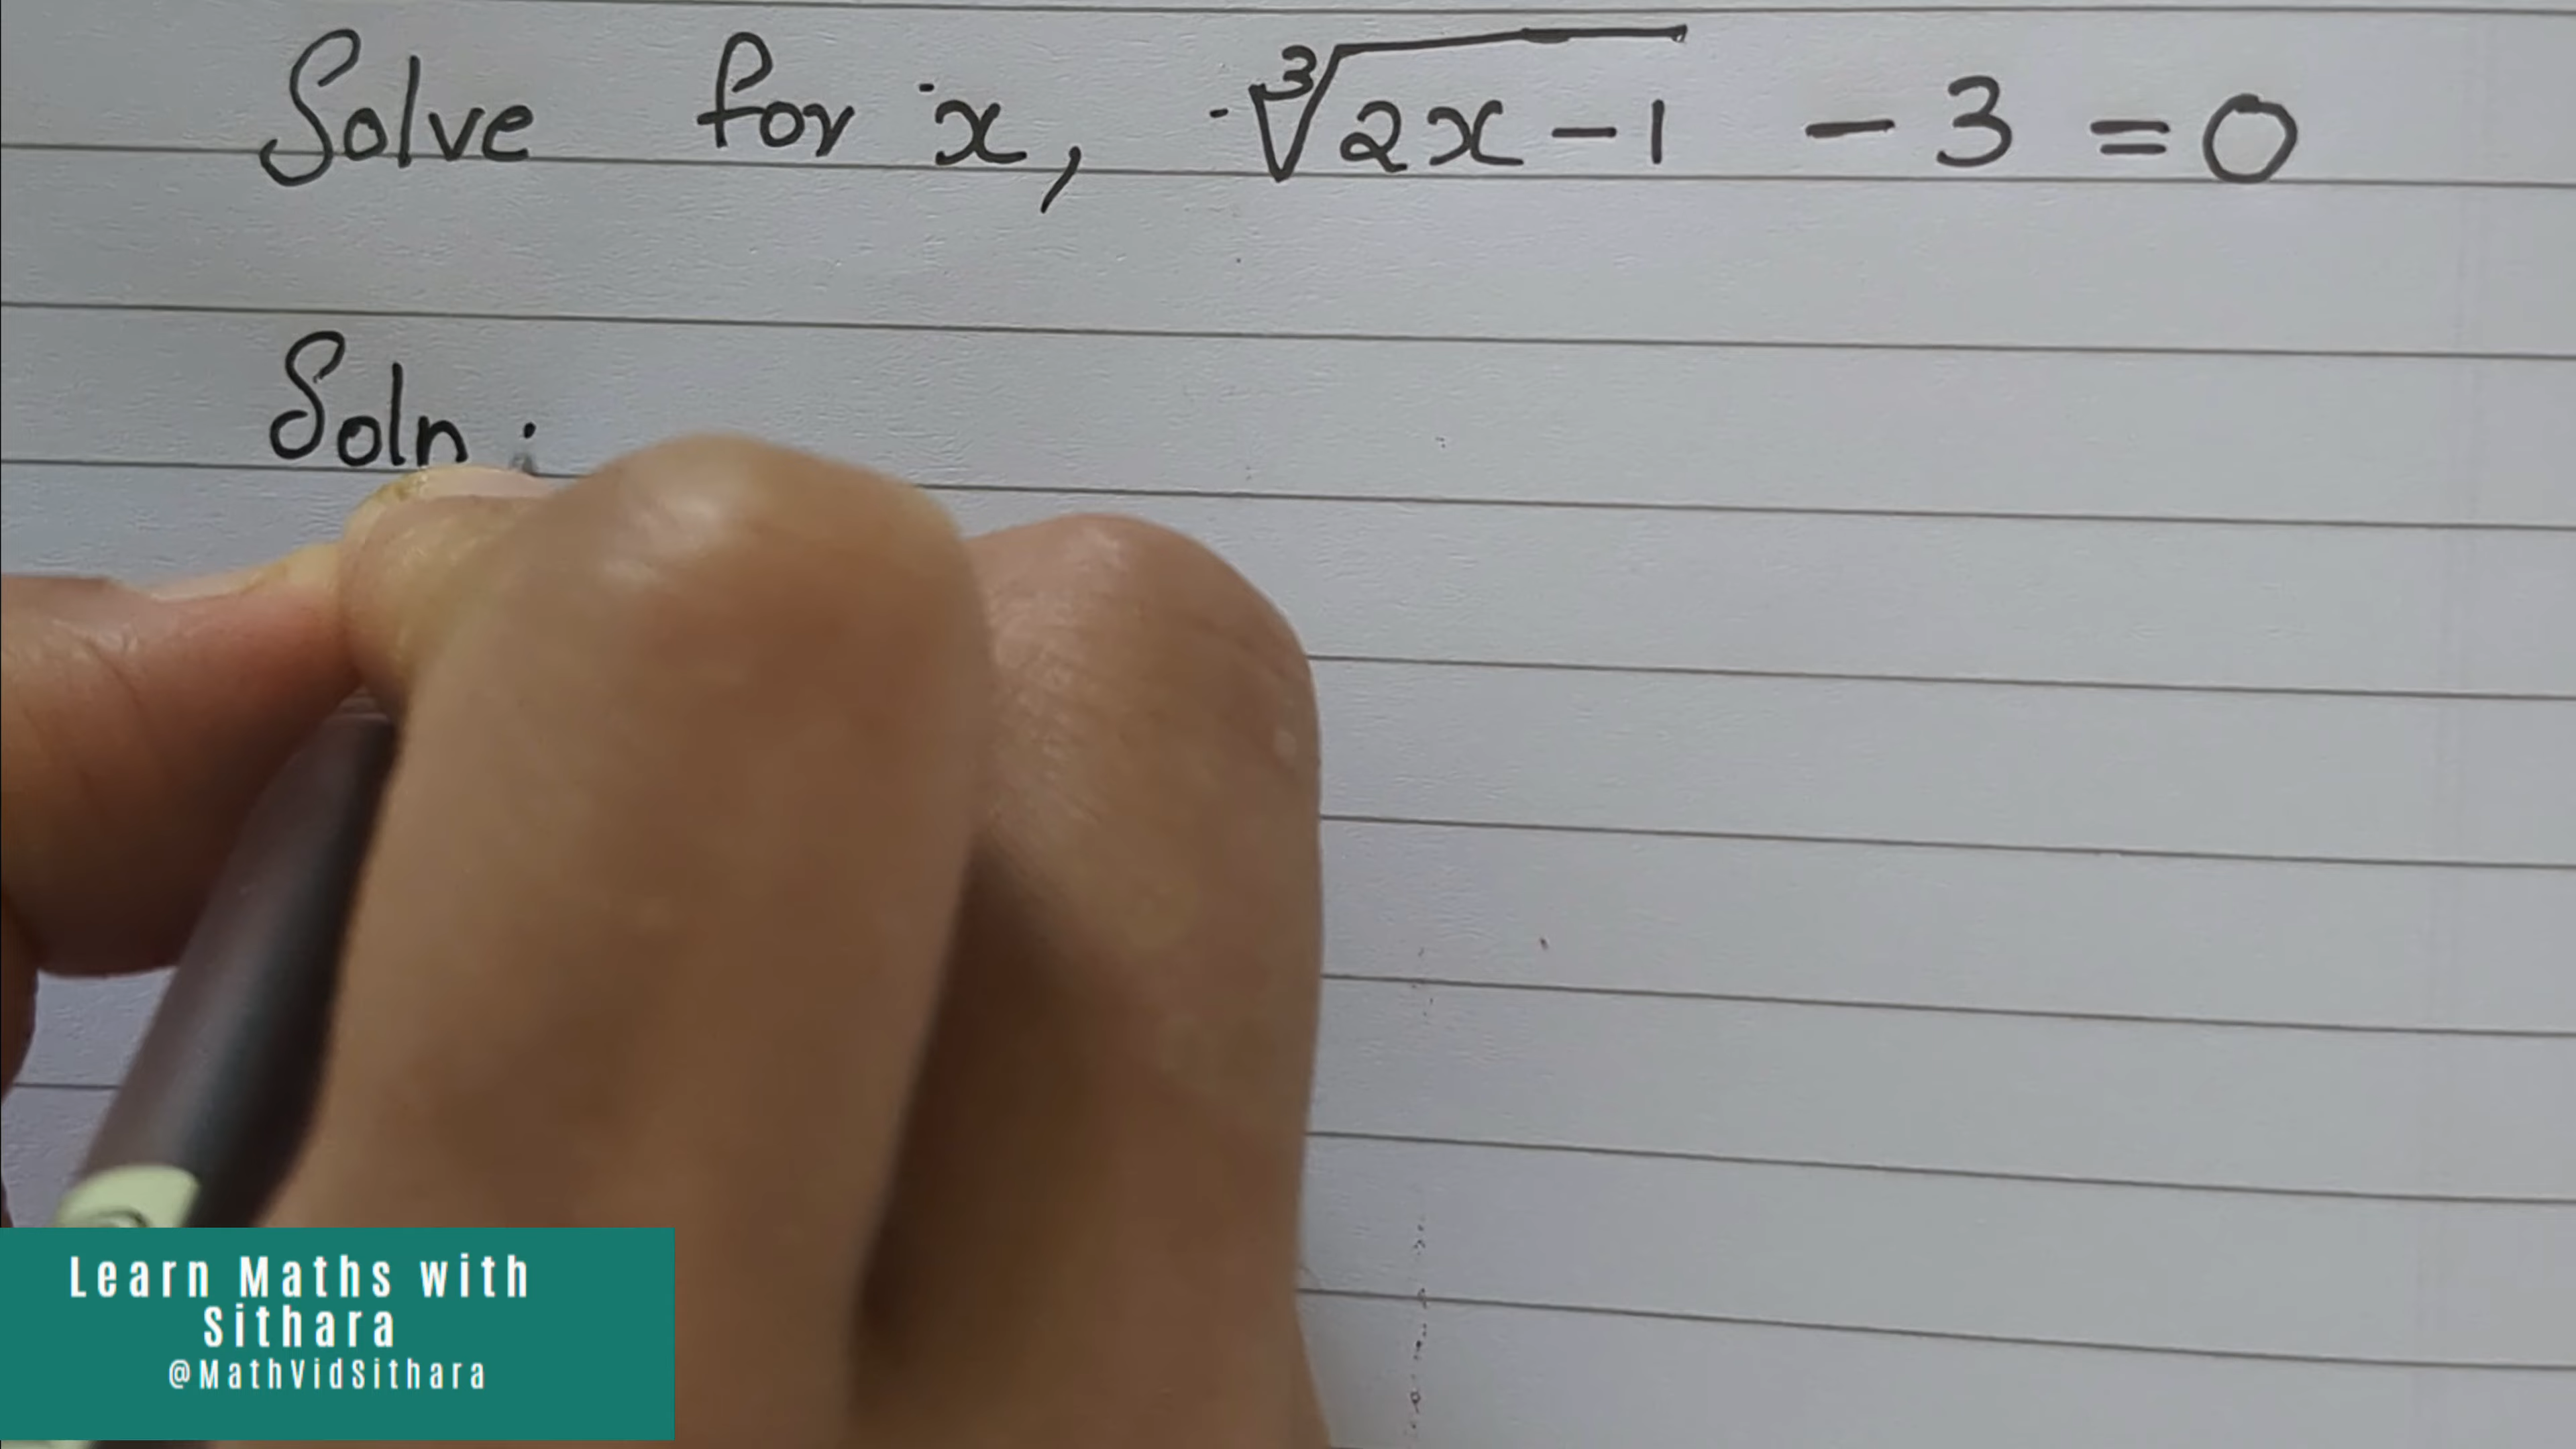 Solve for x, ∛(2x-1) - 3 = 0
Soln:
Learn Maths with
Sithara
@MathVidSithara